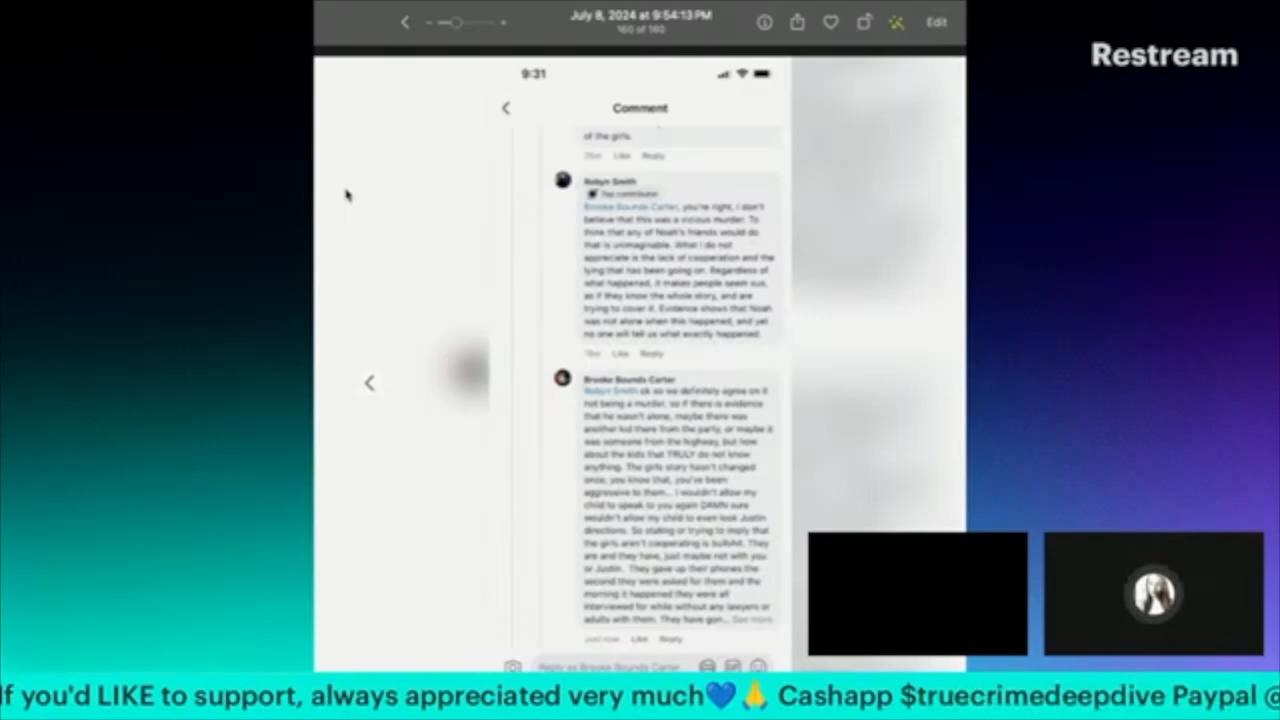 July 8, 2024 at 9:54:13 PM
160 of 160
Edit
Restream
9:31
Comment
of the girls.
Like Reply
Robyn Smith
Top contributor
Brooke Bounds Carter, you're right, I don't
believe that this was a vicious murder. To
think that any of Noah's friends would do
that is unimaginable. What I do not
appreciate is the lack of cooperation and the
lying that has been going on. Regardless of
what happened, it makes people seem sus,
as if they know the whole story, and are
trying to cover it. Evidence shows that Noah
was not alone when this happened, and yet
no one will tell us what exactly happened.
Like Reply
Brooke Bounds Carter
Robyn Smith ok so we definitely agree on it
not being a murder, so if there is evidence
that he wasn't alone, maybe there was
another kid there from the party, or maybe it
was someone from the highway, but how
about the kids that TRULY do not know
anything. The girls story hasn't changed
once, you know that, you've been
aggressive to them... I wouldn't allow my
child to speak to you again DAMN sure
wouldn't allow my child to even look Justin
directions. So stating or trying to imply that
the girls aren't cooperating is bullshit. They
are and they have, just maybe not with you
or Justin. They gave up their phones the
second they were asked for them and the
morning it happened they were all
interviewed for while without any lawyers or
adults with them. They have gon... See more
Just now Like Reply
Reply as Brooke Bounds Carter
If you'd LIKE to support, always appreciated very much💙🙏 Cashapp $truecrimedeepdive Paypal @